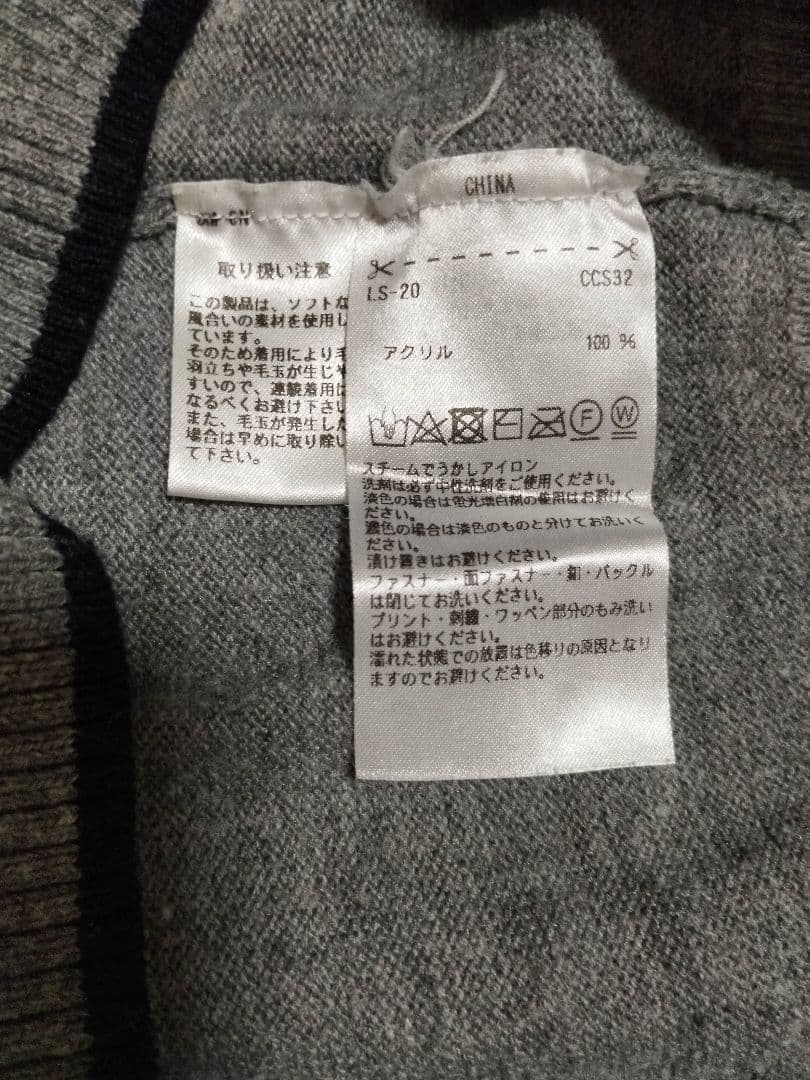 CHINA
取り扱い注意
この製品は、ソフトな
風合いの素材を使用し
ています。
そのため着用により毛
羽立ちや毛玉が生じや
すいので、連続着用は
なるべくお避け下さい
また、毛玉が発生した
場合は早めに取り除い
て下さい。
LS-20 CCS32
アクリル 100 %
F W
スチームでうかしアイロン
洗剤は必ず中性洗剤をご使用ください。
淡色の場合は蛍光増白剤の使用はお避けく
ださい。
濃色の場合は淡色のものと分けてお洗いく
ださい。
漬け置きはお避けください。
ファスナー・面ファスナー・釦・バックル
は閉じてお洗いください。
プリント・刺繍・ワッペン部分のもみ洗い
はお避けください。
濡れた状態での放置は色移りの原因となり
ますのでお避けください。